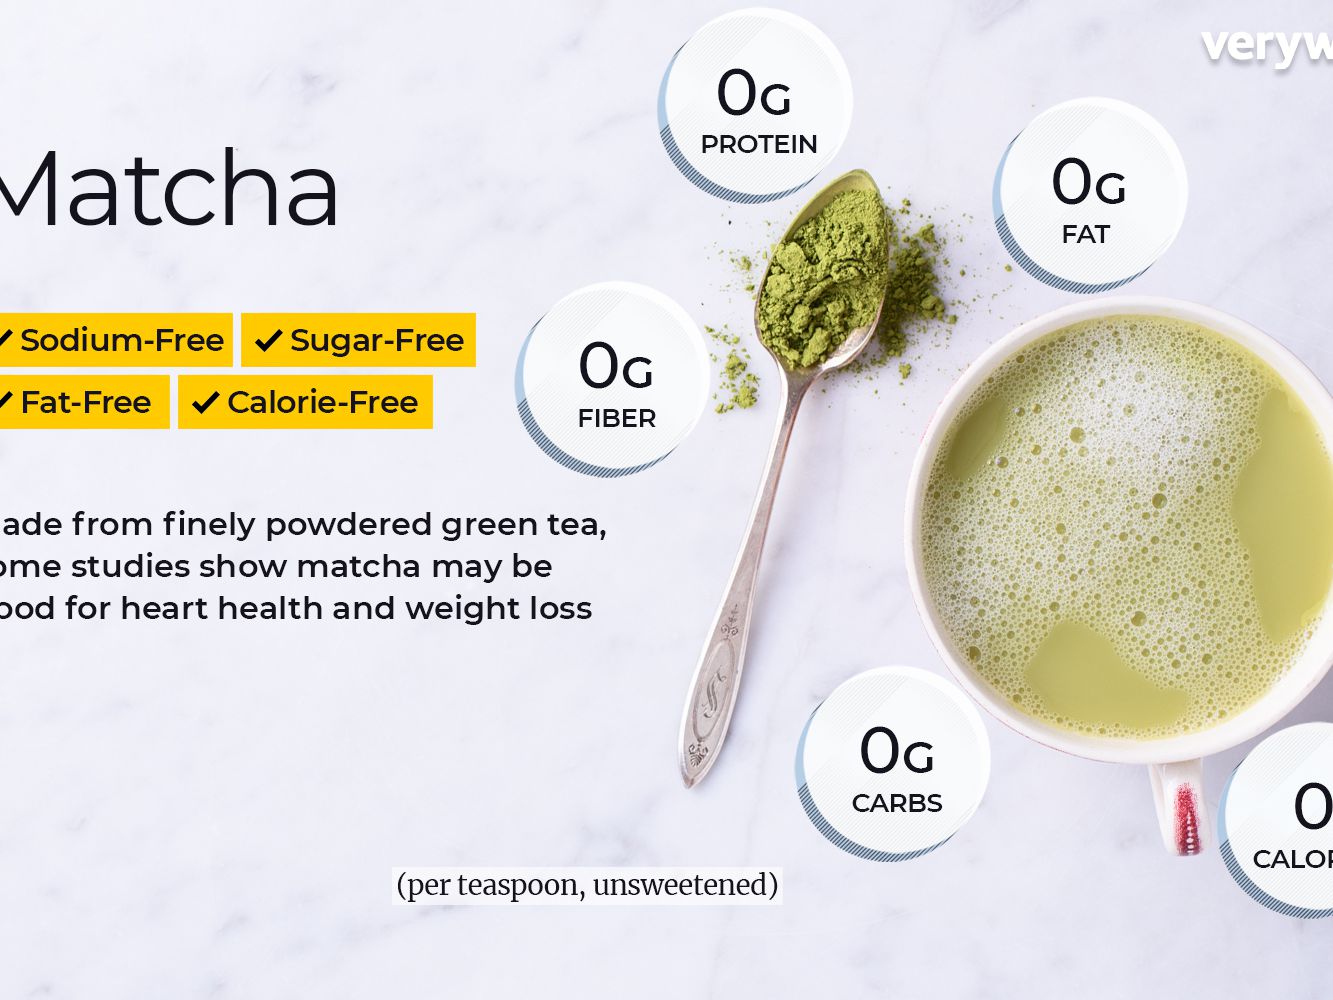 veryw
0G
PROTEIN
0G
FAT
Matcha
Sodium-Free
Sugar-Free
Fat-Free
Calorie-Free
0G
FIBER
ade from finely powdered green tea,
ome studies show matcha may be
ood for heart health and weight loss
0G
CARBS
0
CALOR
(per teaspoon, unsweetened)